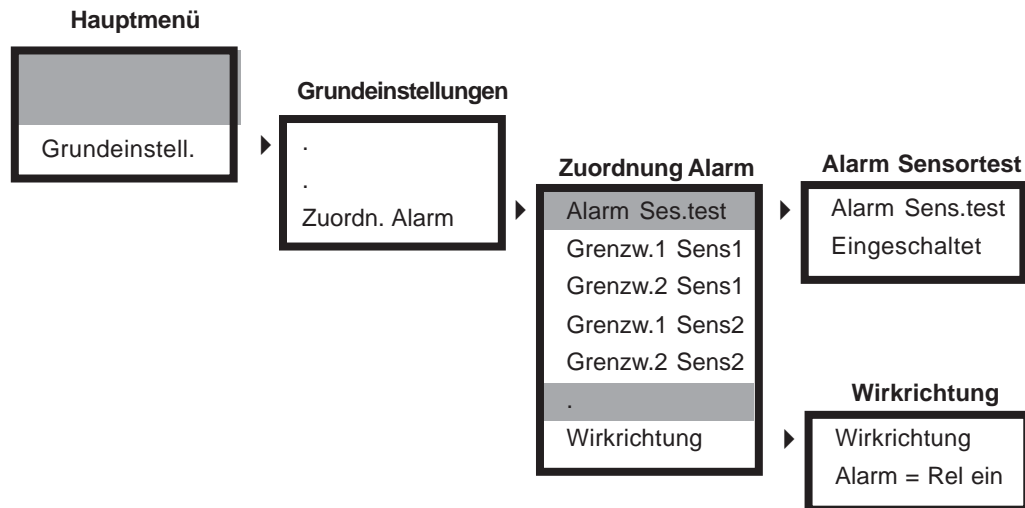 Hauptmenü
Grundeinstell.
Grundeinstellungen
.
.
Zuordn. Alarm
Zuordnung Alarm
Alarm Ses.test
Grenzw.1 Sens1
Grenzw.2 Sens1
Grenzw.1 Sens2
Grenzw.2 Sens2
.
Wirkrichtung
Alarm Sensortest
Alarm Sens.test
Eingeschaltet
Wirkrichtung
Wirkrichtung
Alarm = Rel ein